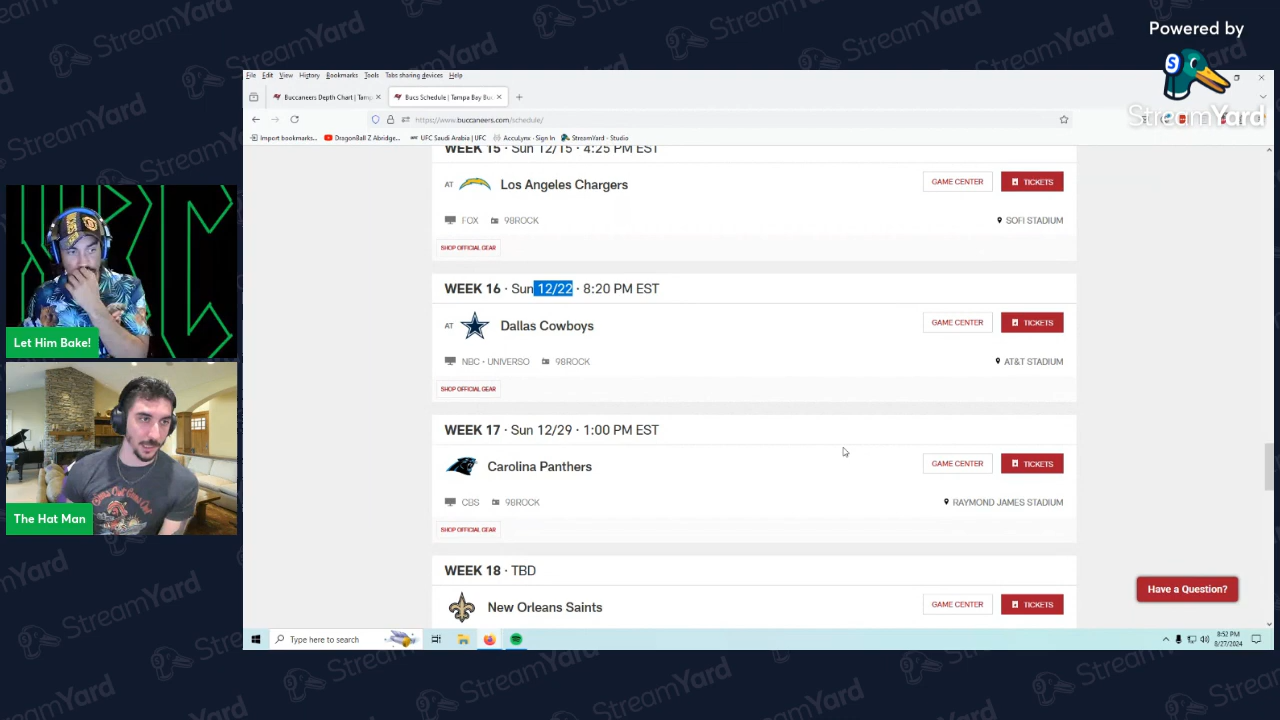 Powered by
StreamYard
File Edit View History Bookmarks Tools Tabs sharing devices Help
Buccaneers Depth Chart | Tam
Bucs Schedule | Tampa Bay Buc
https://www.buccaneers.com/schedule/
Import bookmarks...
DragonBall Z Abridge...
UFC Saudi Arabia | UFC
AccuLynx - Sign In
StreamYard - Studio
WEEK 15 · Sun 12/15 · 4:25 PM EST
AT Los Angeles Chargers
GAME CENTER
TICKETS
FOX 98ROCK
SOFI STADIUM
SHOP OFFICIAL GEAR
WEEK 16 · Sun 12/22 · 8:20 PM EST
AT Dallas Cowboys
GAME CENTER
TICKETS
NBC • UNIVERSO 98ROCK
AT&T STADIUM
SHOP OFFICIAL GEAR
WEEK 17 · Sun 12/29 · 1:00 PM EST
Carolina Panthers
GAME CENTER
TICKETS
CBS 98ROCK
RAYMOND JAMES STADIUM
SHOP OFFICIAL GEAR
WEEK 18 · TBD
New Orleans Saints
GAME CENTER
TICKETS
Have a Question?
Let Him Bake!
The Hat Man
Type here to search
8:52 PM
8/27/2024